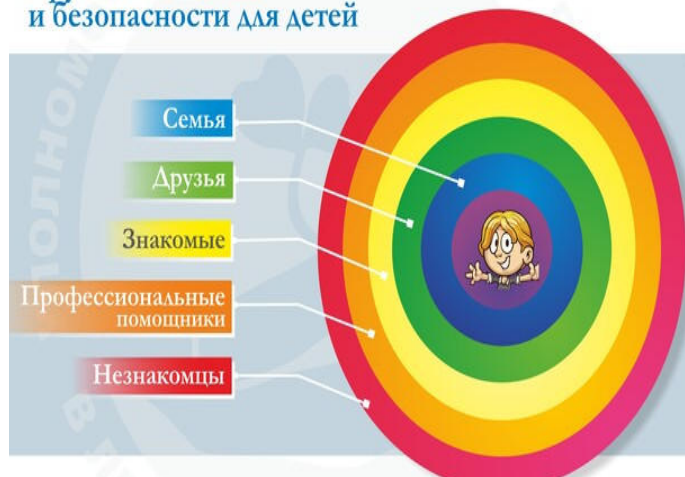 и безопасности для детей
Семья
Друзья
Знакомые
Профессиональные
помощники
Незнакомцы